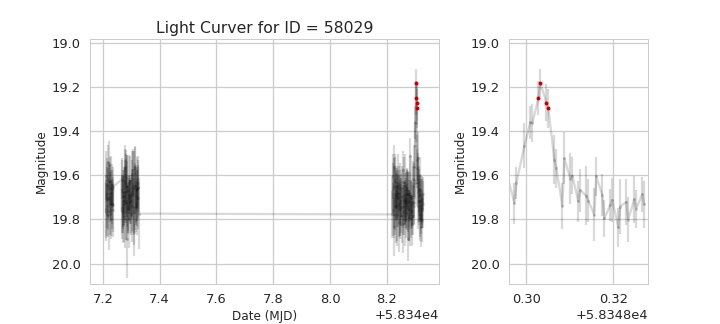 Light Curver for ID = 58029
Magnitude
19.0
19.2
19.4
19.6
19.8
20.0
7.2 7.4 7.6 7.8 8.0 8.2
Date (MJD)
+5.834e4
Magnitude
19.0
19.2
19.4
19.6
19.8
20.0
0.30 0.32
+5.8348e4